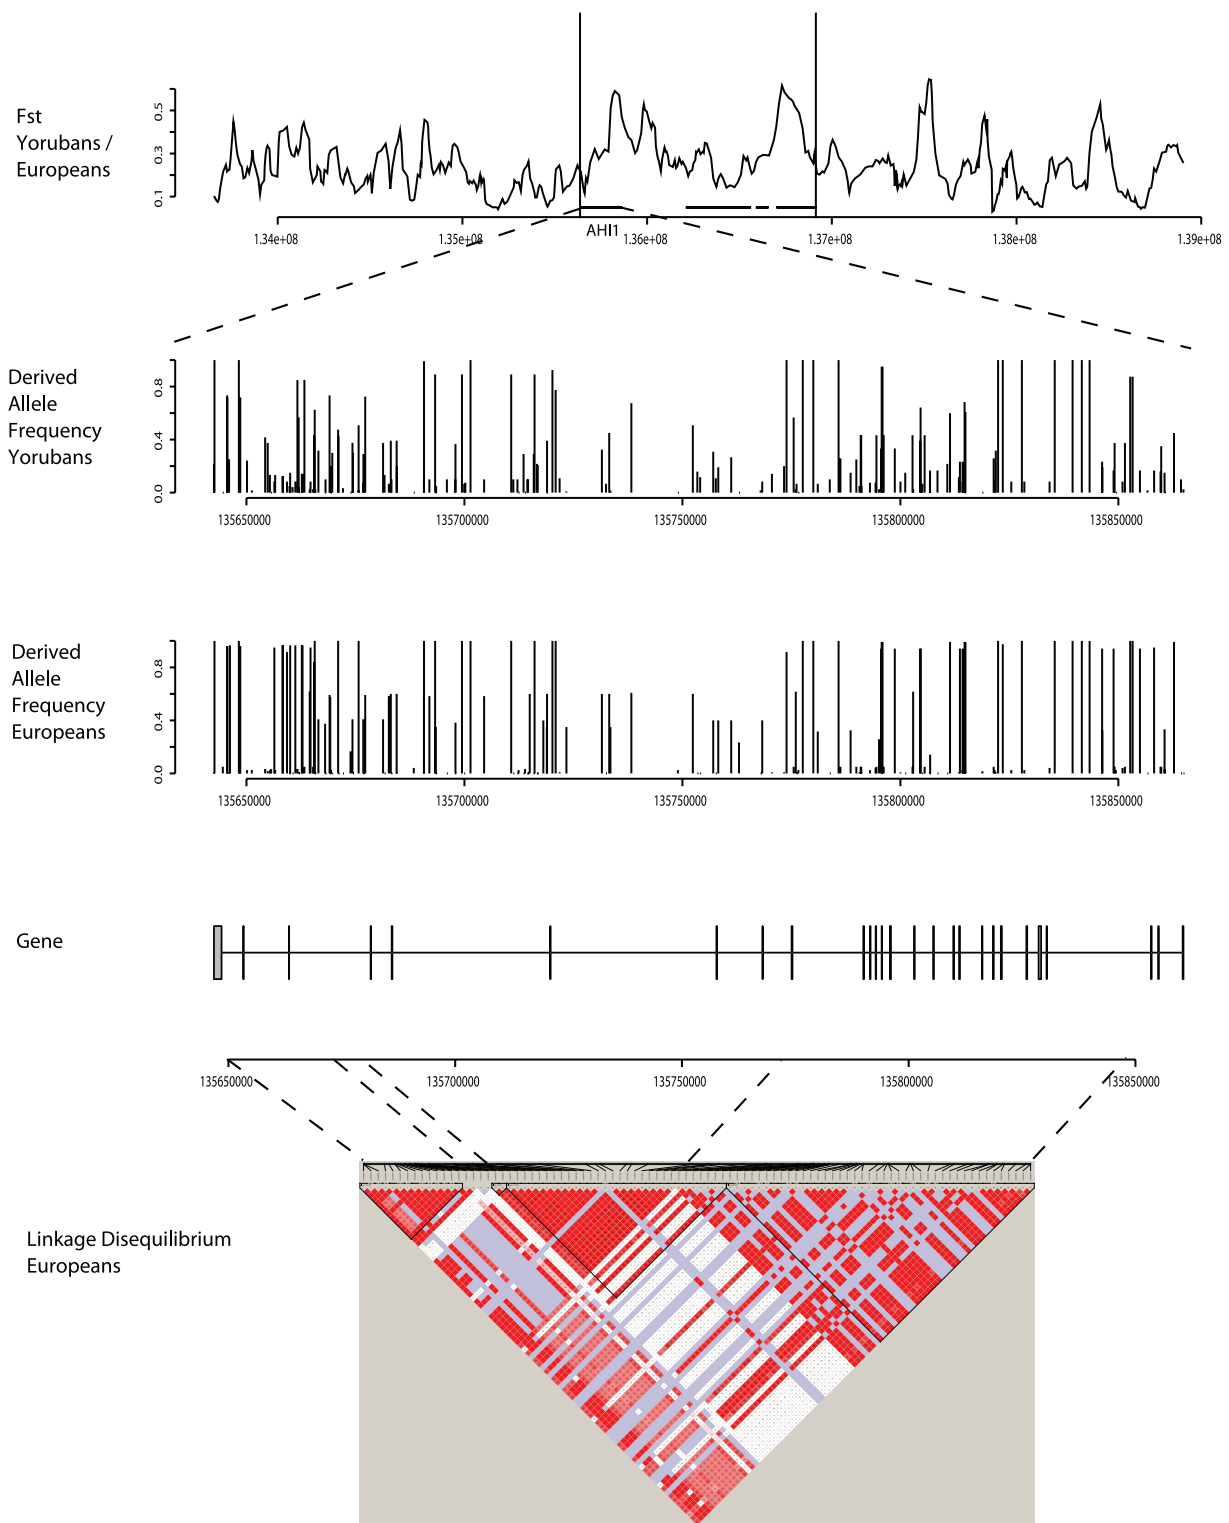 Fst
Yorubans /
Europeans
0.5
0.3
0.1
AHI1
1.34e+08 1.35e+08 1.36e+08 1.37e+08 1.38e+08 1.39e+08
Derived
Allele
Frequency
Yorubans
0.8
0.4
0.0
135650000 135700000 135750000 135800000 135850000
Derived
Allele
Frequency
Europeans
0.8
0.4
0.0
135650000 135700000 135750000 135800000 135850000
Gene
135650000 135700000 135750000 135800000 135850000
Linkage Disequilibrium
Europeans